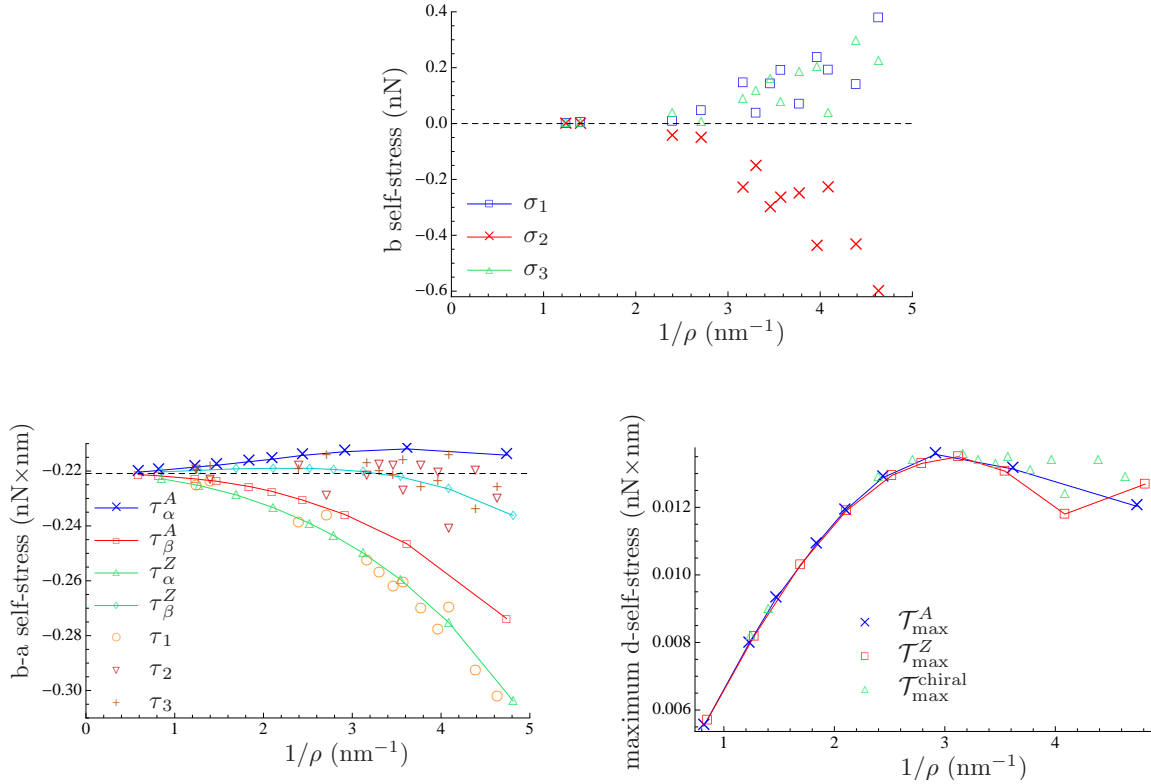 0.4
0.2
0.0
−0.2
−0.4
−0.6
b self-stress (nN)
σ1
σ2
σ3
0 1 2 3 4 5
1/ρ (nm−1)
−0.22
−0.24
−0.26
−0.28
−0.30
b-a self-stress (nN×nm)
τ^A_α
τ^A_β
τ^Z_α
τ^Z_β
τ1
τ2
τ3
0 1 2 3 4 5
1/ρ (nm−1)
0.012
0.010
0.008
0.006
maximum d-self-stress (nN×nm)
𝒯^A_max
𝒯^Z_max
𝒯^chiral_max
1 2 3 4
1/ρ (nm−1)